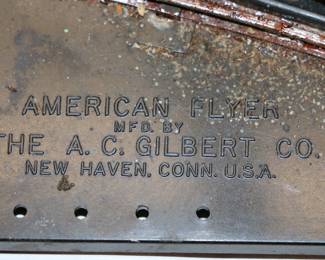 AMERICAN FLYER
MFD. BY
THE A. C. GILBERT CO.
NEW HAVEN, CONN. U.S.A.